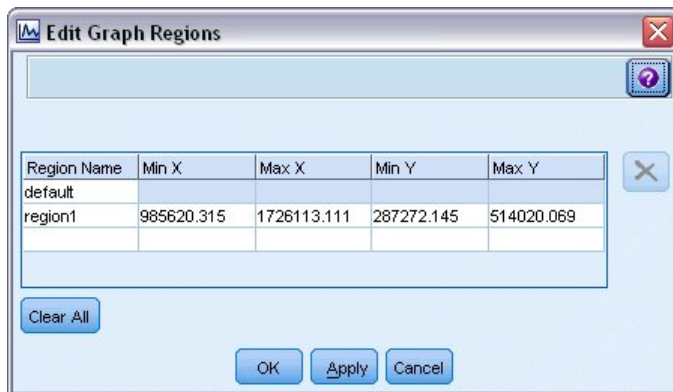 Edit Graph Regions
Region Name Min X Max X Min Y Max Y
default
region1 985620.315 1726113.111 287272.145 514020.069
Clear All
OK Apply Cancel